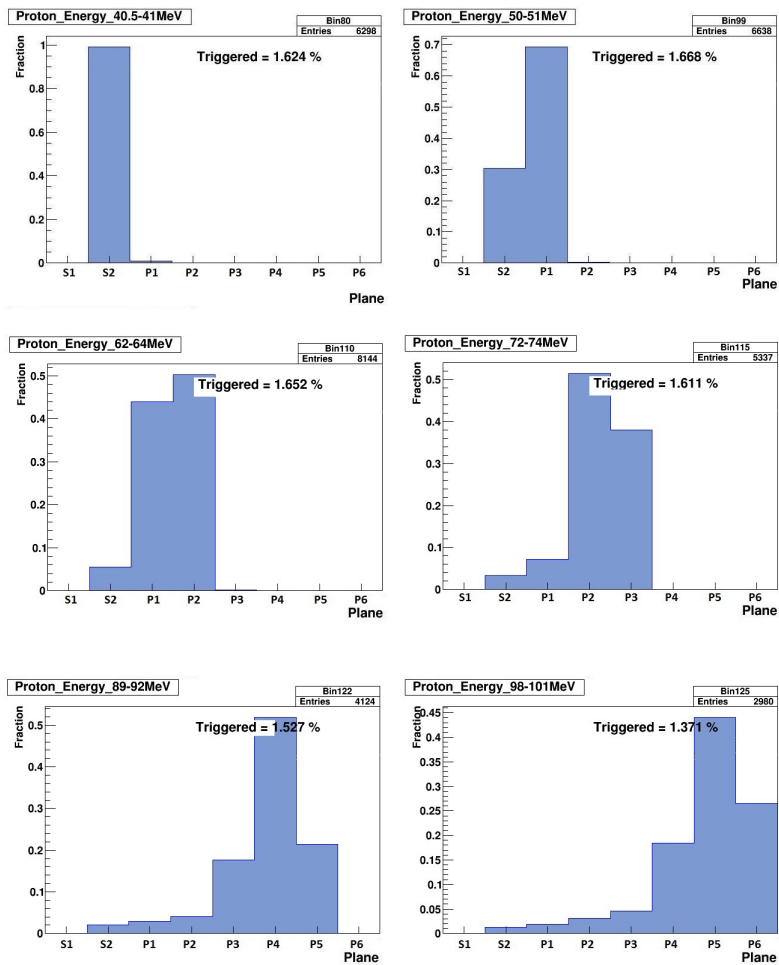 Proton_Energy_40.5-41MeV
Bin80
Entries 6298
Fraction
Triggered = 1.624 %
1
0.8
0.6
0.4
0.2
0
S1 S2 P1 P2 P3 P4 P5 P6
Plane
Proton_Energy_50-51MeV
Bin99
Entries 6638
Fraction
Triggered = 1.668 %
0.7
0.6
0.5
0.4
0.3
0.2
0.1
0
S1 S2 P1 P2 P3 P4 P5 P6
Plane
Proton_Energy_62-64MeV
Bin110
Entries 8144
Fraction
Triggered = 1.652 %
0.5
0.4
0.3
0.2
0.1
0
S1 S2 P1 P2 P3 P4 P5 P6
Plane
Proton_Energy_72-74MeV
Bin115
Entries 5337
Fraction
Triggered = 1.611 %
0.5
0.4
0.3
0.2
0.1
0
S1 S2 P1 P2 P3 P4 P5 P6
Plane
Proton_Energy_89-92MeV
Bin122
Entries 4124
Fraction
Triggered = 1.527 %
0.5
0.4
0.3
0.2
0.1
0
S1 S2 P1 P2 P3 P4 P5 P6
Plane
Proton_Energy_98-101MeV
Bin125
Entries 2980
Fraction
Triggered = 1.371 %
0.45
0.4
0.35
0.3
0.25
0.2
0.15
0.1
0.05
0
S1 S2 P1 P2 P3 P4 P5 P6
Plane